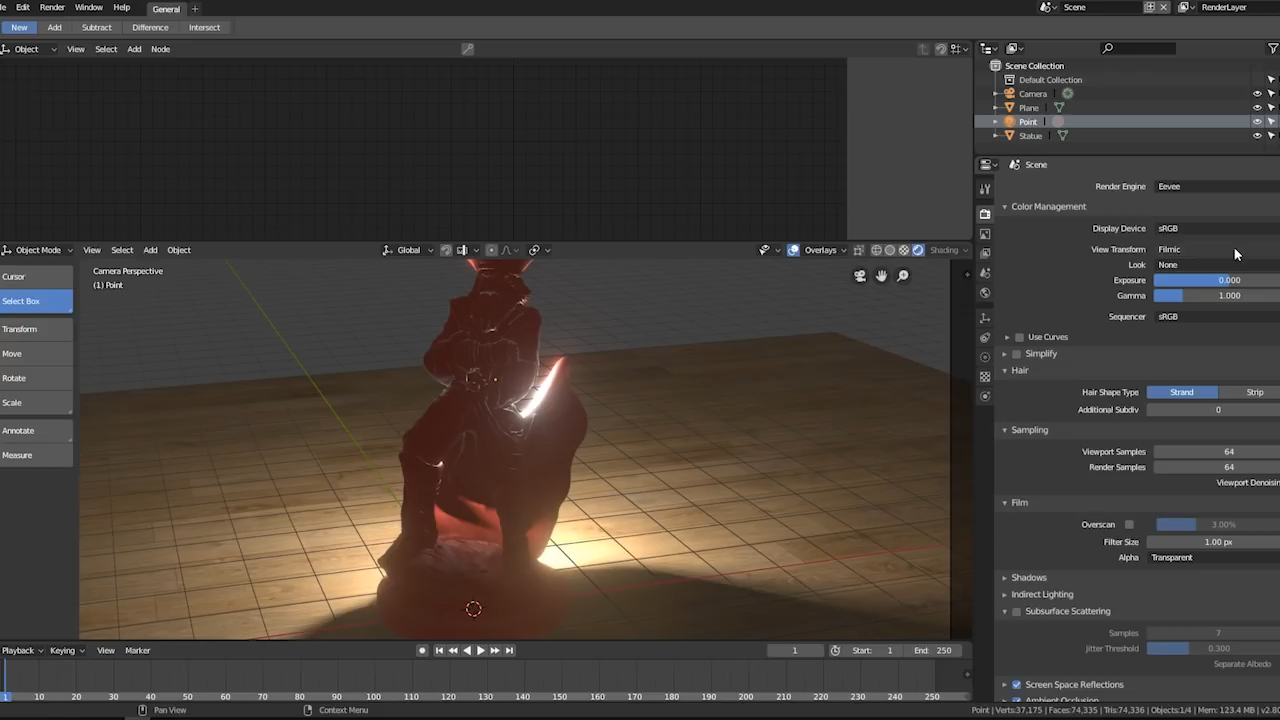 Edit Render Window Help General +
Scene RenderLayer
New Add Subtract Difference Intersect
Object View Select Add Node
Scene Collection
Default Collection
Camera
Plane
Point
Statue
Scene
Render Engine Eevee
Color Management
Display Device sRGB
View Transform Filmic
Look None
Exposure 0.000
Gamma 1.000
Sequencer sRGB
Use Curves
Simplify
Hair
Hair Shape Type Strand Strip
Additional Subdiv 0
Sampling
Viewport Samples 64
Render Samples 64
Viewport Denoisin
Film
Overscan 3.00%
Filter Size 1.00 px
Alpha Transparent
Shadows
Indirect Lighting
Subsurface Scattering
Samples 7
Jitter Threshold 0.300
Separate Albedo
Screen Space Reflections
Ambient Occlusion
Object Mode View Select Add Object Global Overlays Shading
Camera Perspective
(1) Point
Cursor
Select Box
Transform
Move
Rotate
Scale
Annotate
Measure
Playback Keying View Marker 1 Start: 1 End: 250
1 10 20 30 40 50 60 70 80 90 100 110 120 130 140 150 160 170 180 190 200 210 220 230 240 250
Pan View Context Menu
Point | Verts:37,175 | Faces:74,335 | Tris:74,336 | Objects:1/4 | Mem: 123.4 MB | v2.80